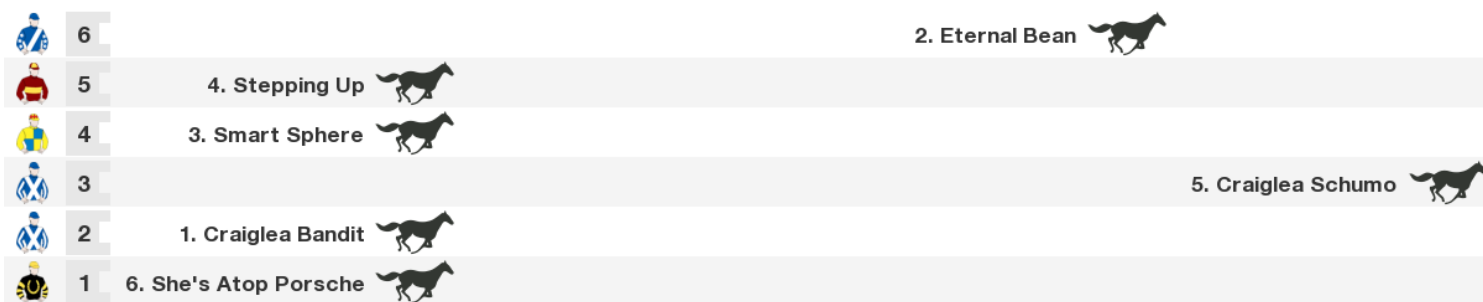 6 2. Eternal Bean
5 4. Stepping Up
4 3. Smart Sphere
3 5. Craiglea Schumo
2 1. Craiglea Bandit
1 6. She's Atop Porsche